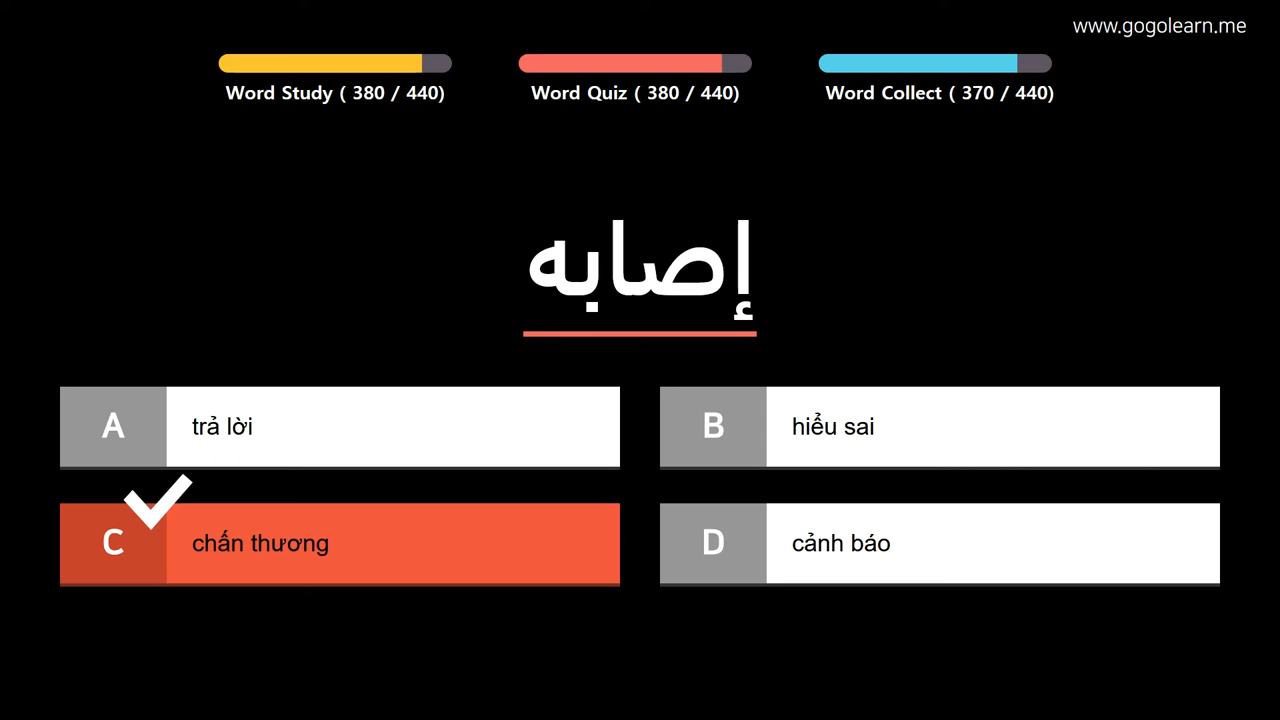 www.gogolearn.me
Word Study ( 380 / 440)
Word Quiz ( 380 / 440)
Word Collect ( 370 / 440)
إصابه
A
trả lời
B
hiểu sai
C
chấn thương
D
cảnh báo